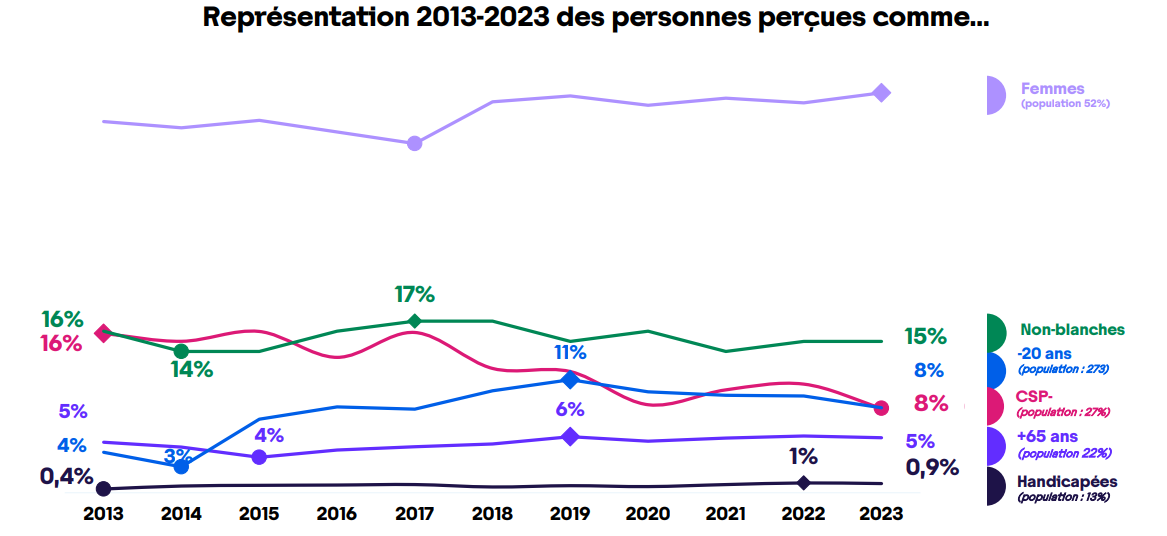 Représentation 2013-2023 des personnes perçues comme...
Femmes
(population 52%)
17%
16%
16%
14%
11%
15%
8%
8%
Non-blanches
-20 ans
(population : 273)
CSP-
(population : 27%)
5%
4%
3%
4%
6%
5%
+65 ans
(population 22%)
0,4%
1%
0,9%
Handicapées
(population : 13%)
2013 2014 2015 2016 2017 2018 2019 2020 2021 2022 2023